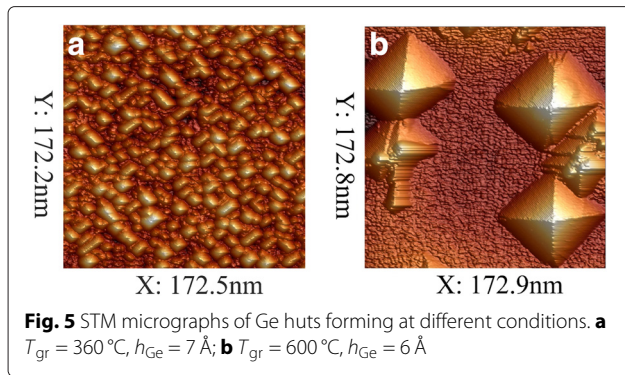 a
Y: 172.2nm
X: 172.5nm
b
Y: 172.8nm
X: 172.9nm
Fig. 5 STM micrographs of Ge huts forming at different conditions. a
Tgr = 360 °C, hGe = 7 Å; b Tgr = 600 °C, hGe = 6 Å